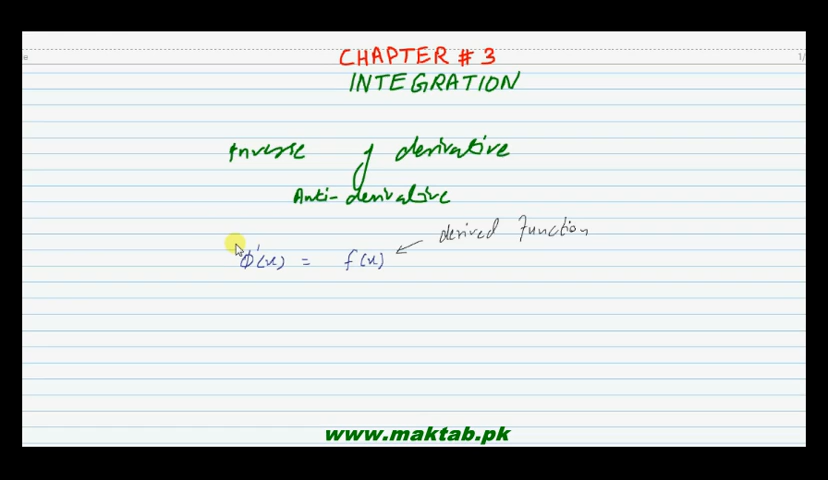 CHAPTER # 3
INTEGRATION
Inverse of derivative
Anti-derivative
derived function
ϕ'(x) = f(x)
www.maktab.pk